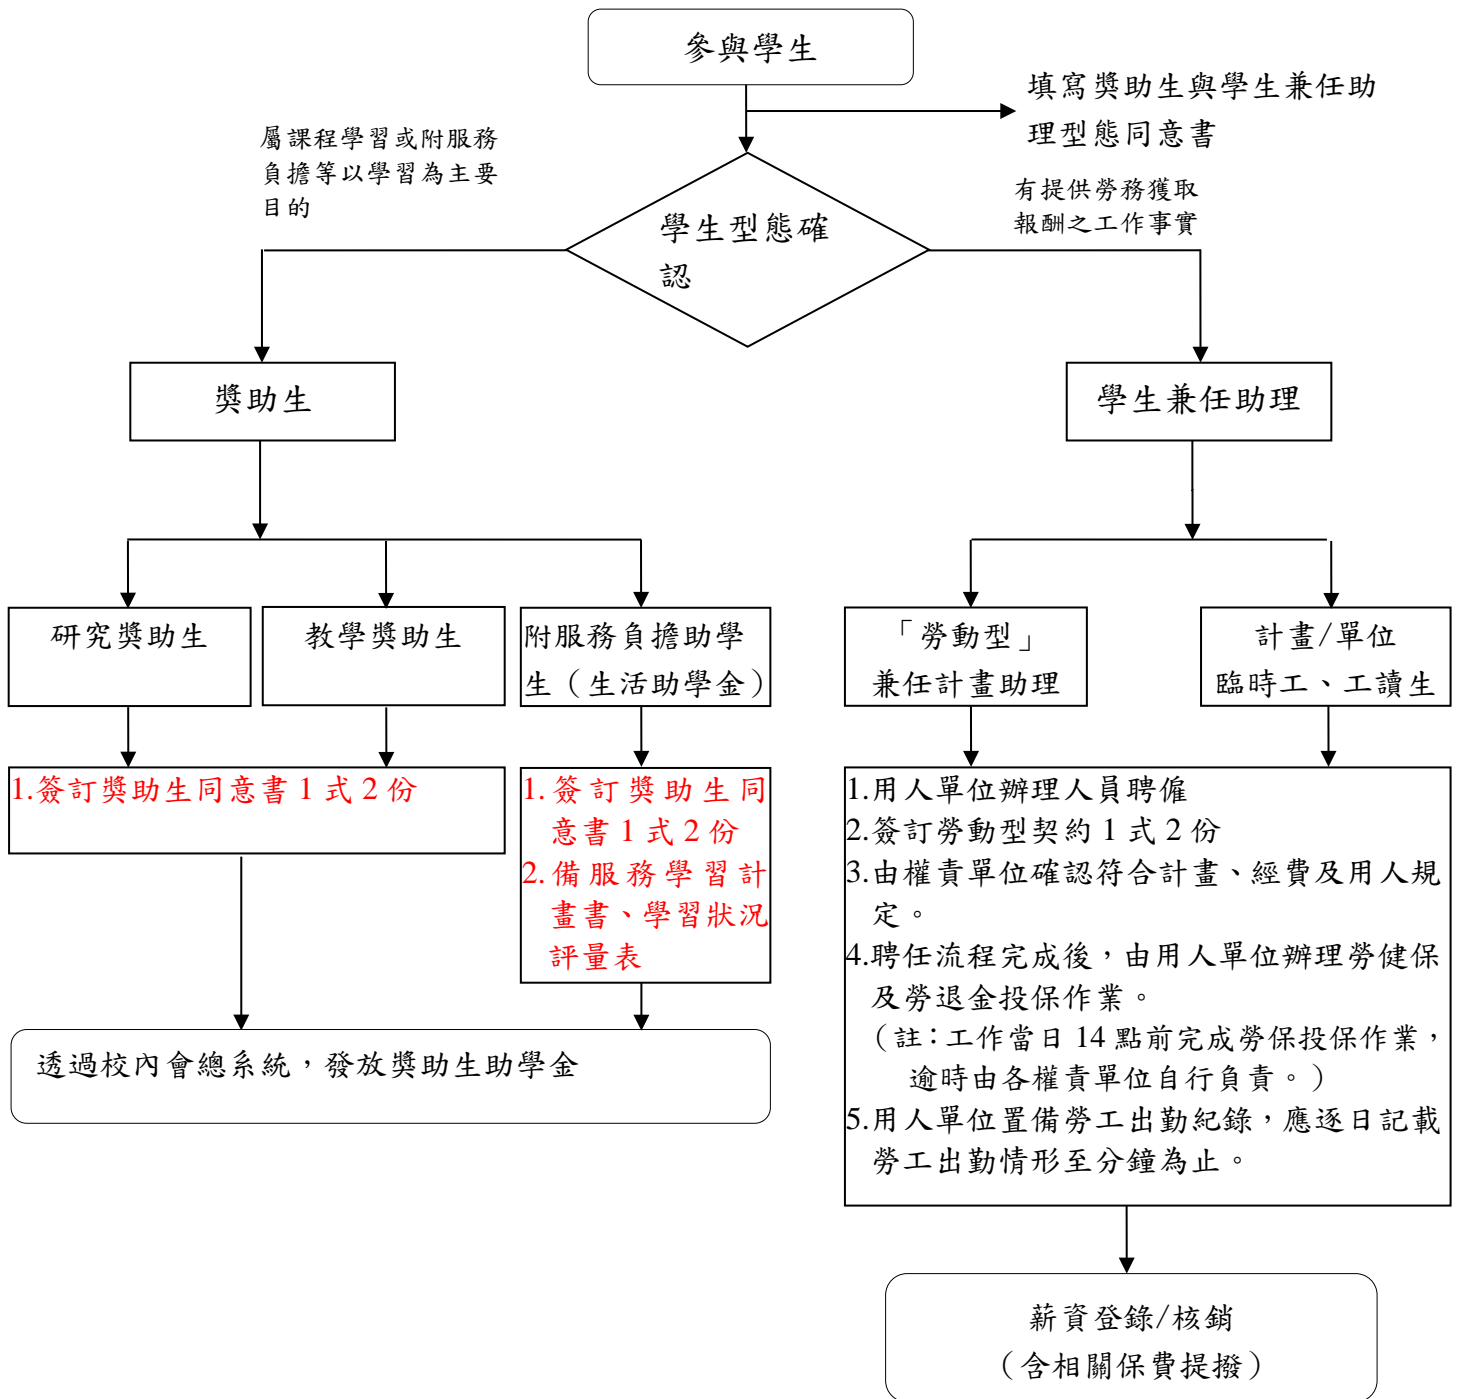 參與學生
填寫獎助生與學生兼任助
理型態同意書
屬課程學習或附服務
負擔等以學習為主要
目的
有提供勞務獲取
報酬之工作事實
學生型態確
認
獎助生
學生兼任助理
研究獎助生
教學獎助生
附服務負擔助學
生（生活助學金）
「勞動型」
兼任計畫助理
計畫/單位
臨時工、工讀生
1.簽訂獎助生同意書 1 式 2 份
1.簽訂獎助生同
意書 1 式 2 份
2.備服務學習計
畫書、學習狀況
評量表
1.用人單位辦理人員聘僱
2.簽訂勞動型契約 1 式 2 份
3.由權責單位確認符合計畫、經費及用人規
定。
4.聘任流程完成後，由用人單位辦理勞健保
及勞退金投保作業。
（註：工作當日 14 點前完成勞保投保作業，
逾時由各權責單位自行負責。）
5.用人單位置備勞工出勤紀錄，應逐日記載
勞工出勤情形至分鐘為止。
透過校內會總系統，發放獎助生助學金
薪資登錄/核銷
（含相關保費提撥）